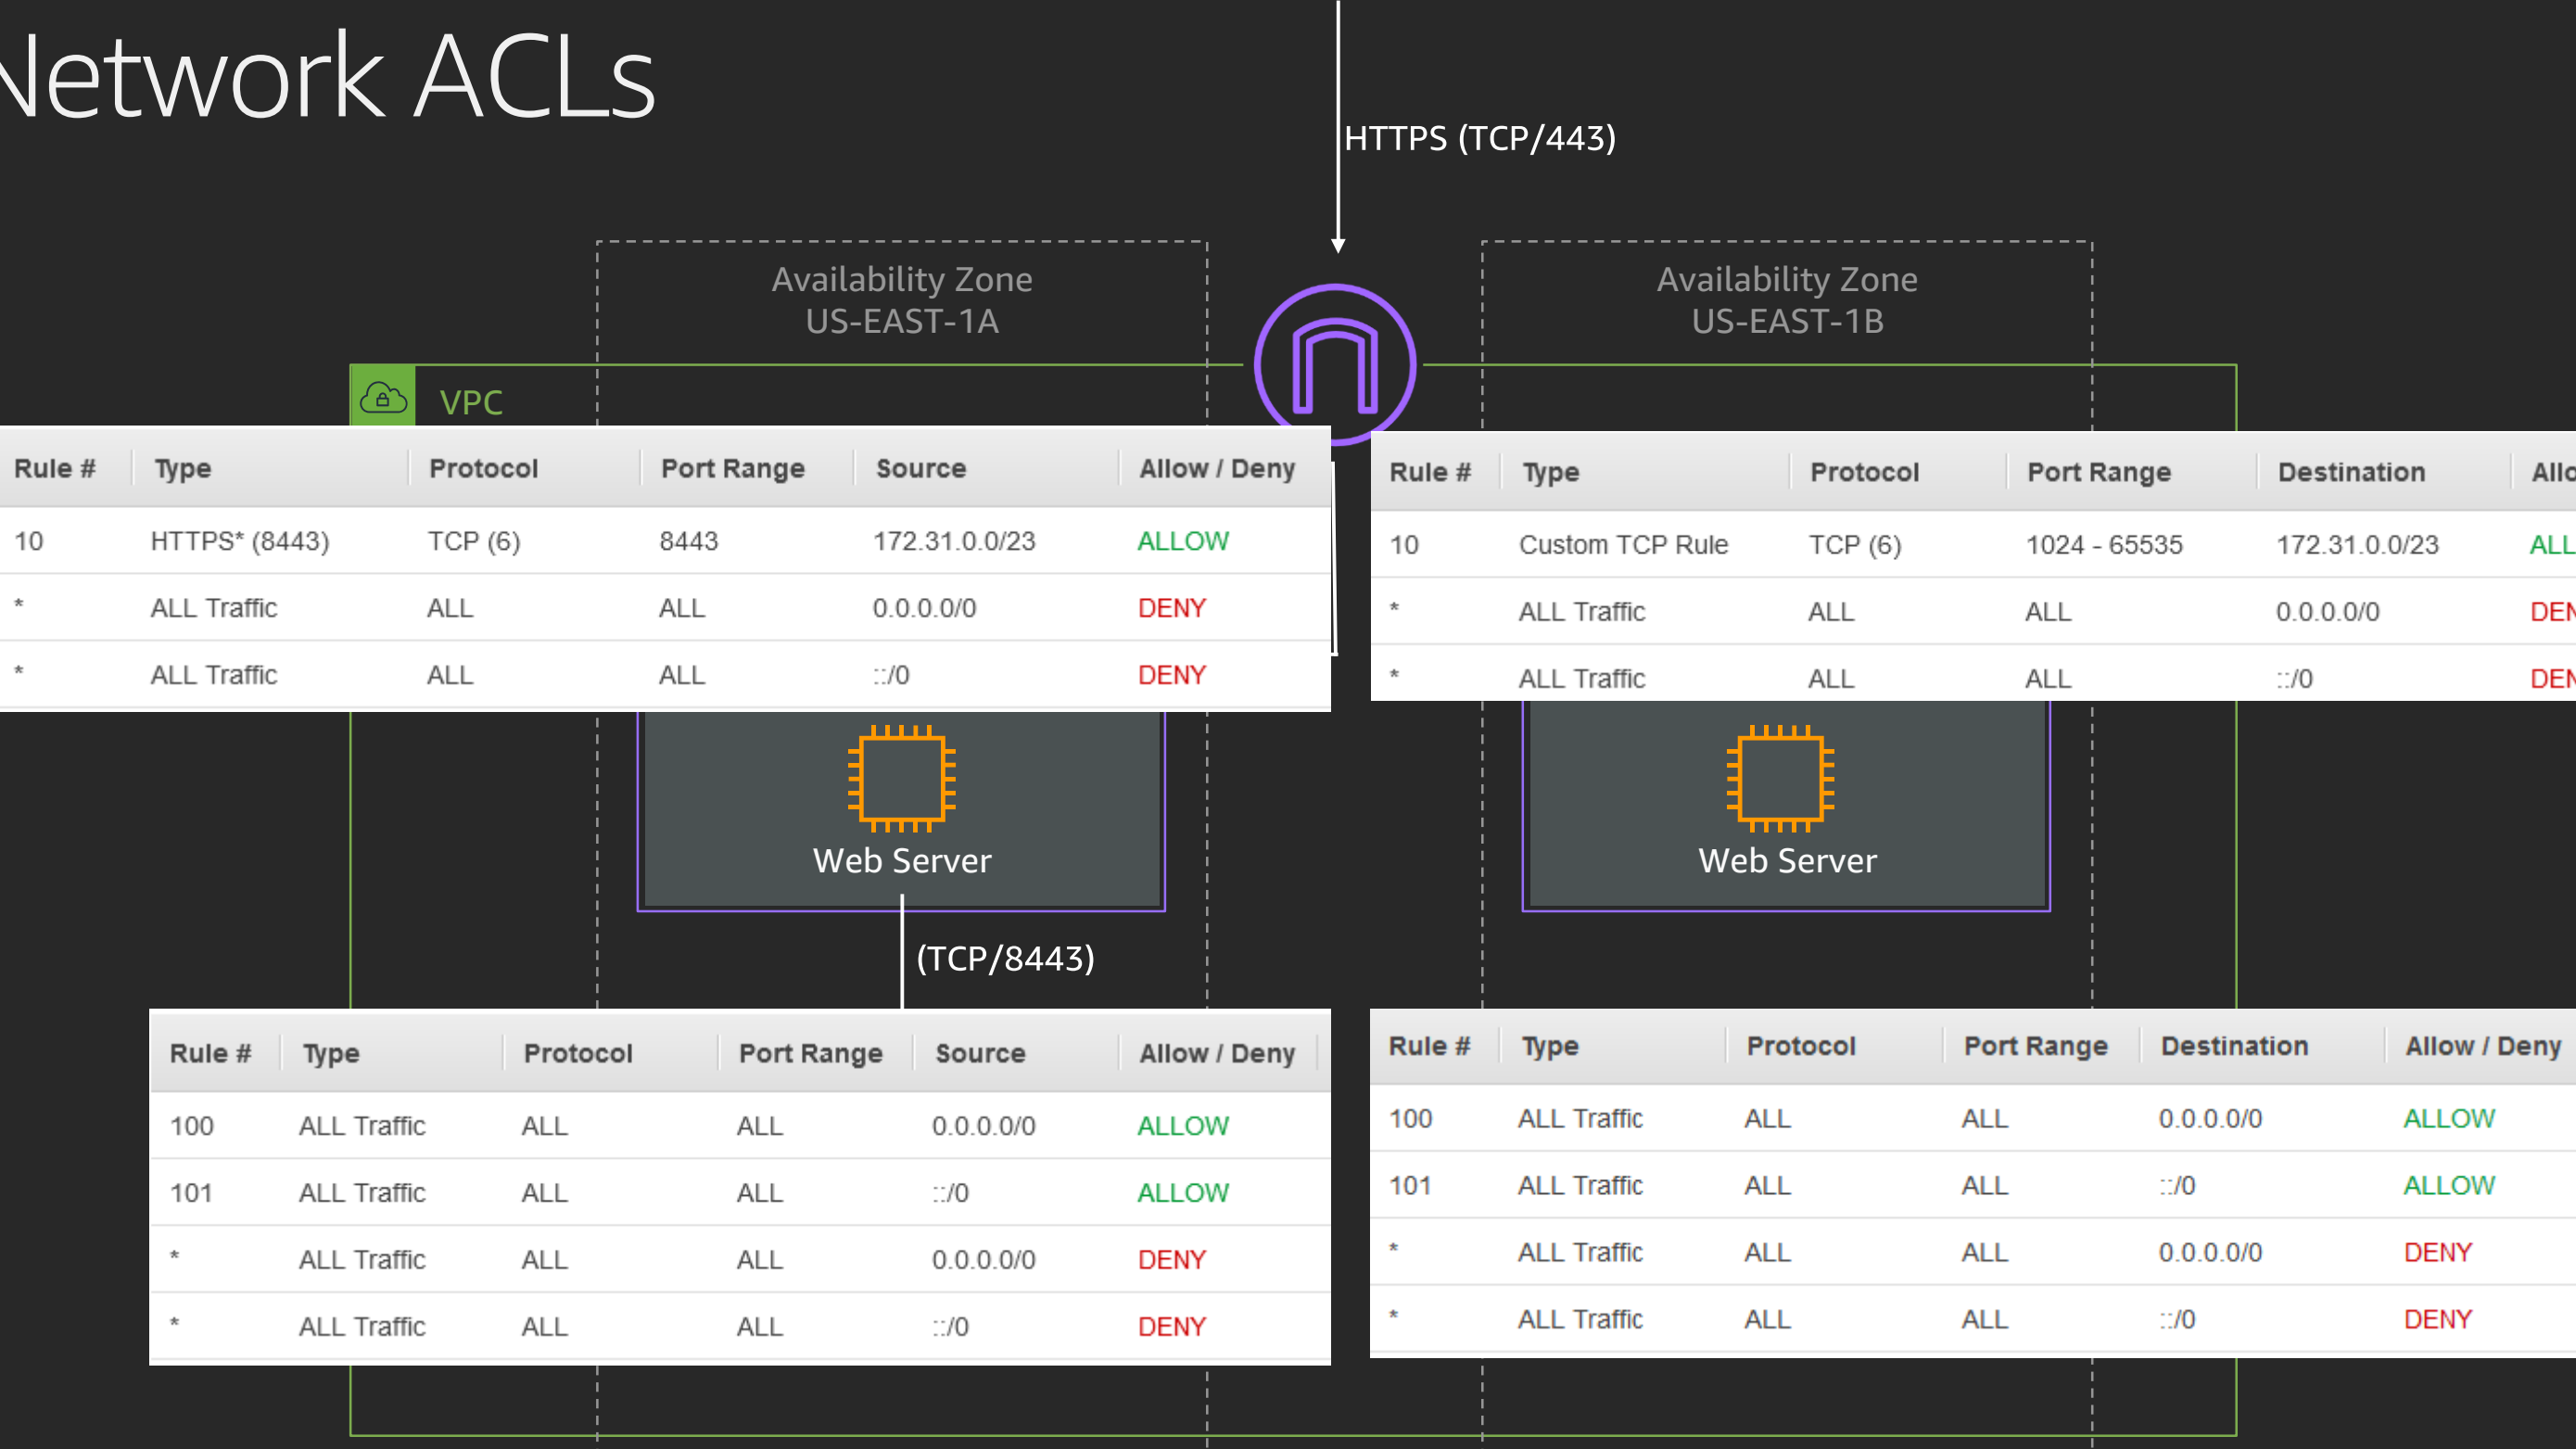 Network ACLs
HTTPS (TCP/443)
Availability Zone
US-EAST-1A
Availability Zone
US-EAST-1B
VPC
Rule # Type Protocol Port Range Source Allow / Deny
10 HTTPS* (8443) TCP (6) 8443 172.31.0.0/23 ALLOW
* ALL Traffic ALL ALL 0.0.0.0/0 DENY
* ALL Traffic ALL ALL ::/0 DENY
Rule # Type Protocol Port Range Destination Allo
10 Custom TCP Rule TCP (6) 1024 - 65535 172.31.0.0/23 ALL
* ALL Traffic ALL ALL 0.0.0.0/0 DEN
* ALL Traffic ALL ALL ::/0 DEN
Web Server
Web Server
(TCP/8443)
Rule # Type Protocol Port Range Source Allow / Deny
100 ALL Traffic ALL ALL 0.0.0.0/0 ALLOW
101 ALL Traffic ALL ALL ::/0 ALLOW
* ALL Traffic ALL ALL 0.0.0.0/0 DENY
* ALL Traffic ALL ALL ::/0 DENY
Rule # Type Protocol Port Range Destination Allow / Deny
100 ALL Traffic ALL ALL 0.0.0.0/0 ALLOW
101 ALL Traffic ALL ALL ::/0 ALLOW
* ALL Traffic ALL ALL 0.0.0.0/0 DENY
* ALL Traffic ALL ALL ::/0 DENY